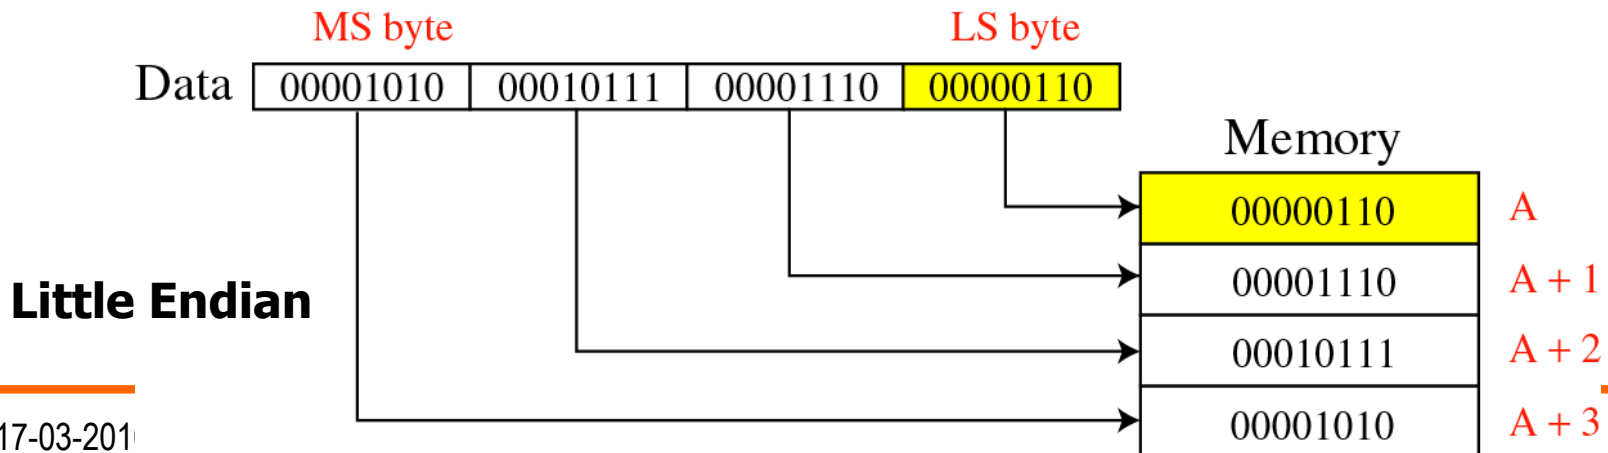 MS byte LS byte
Data 00001010 00010111 00001110 00000110
Memory
00000110 A
00001110 A + 1
Little Endian
00010111 A + 2
00001010 A + 3